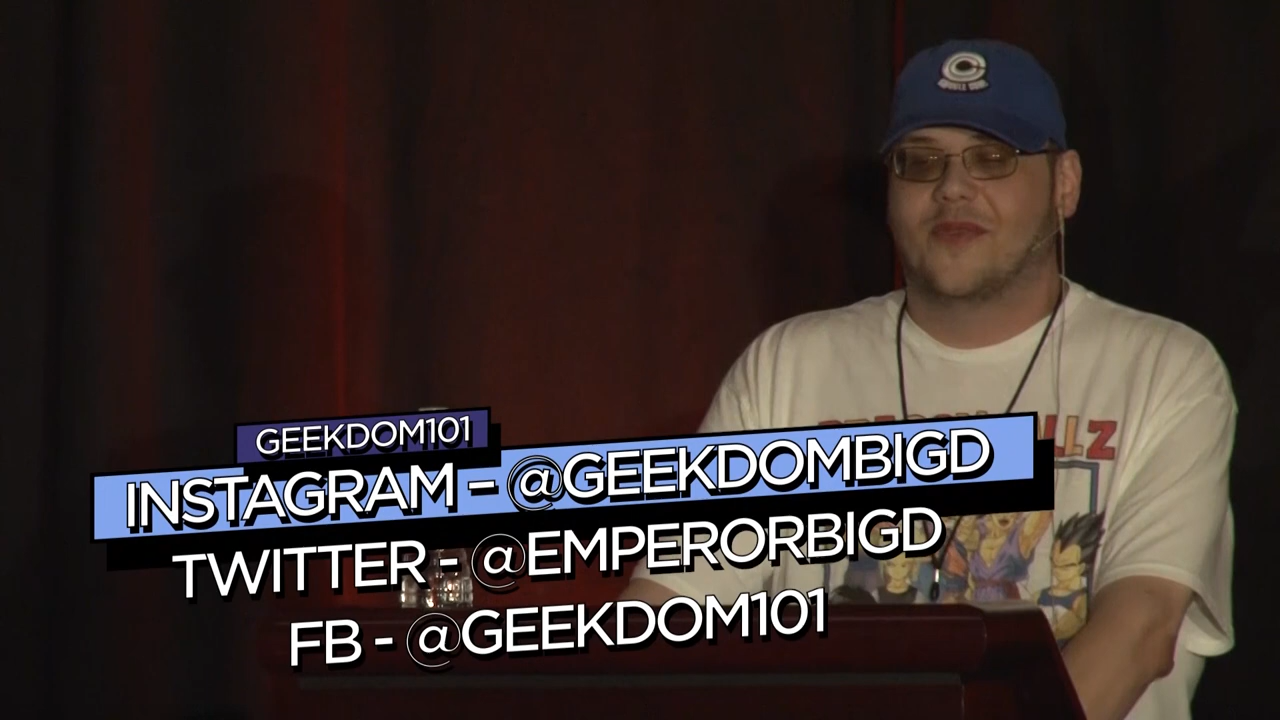 GEEKDOM101
INSTAGRAM – @GEEKDOMBIGD
TWITTER - @EMPERORBIGD
FB - @GEEKDOM101